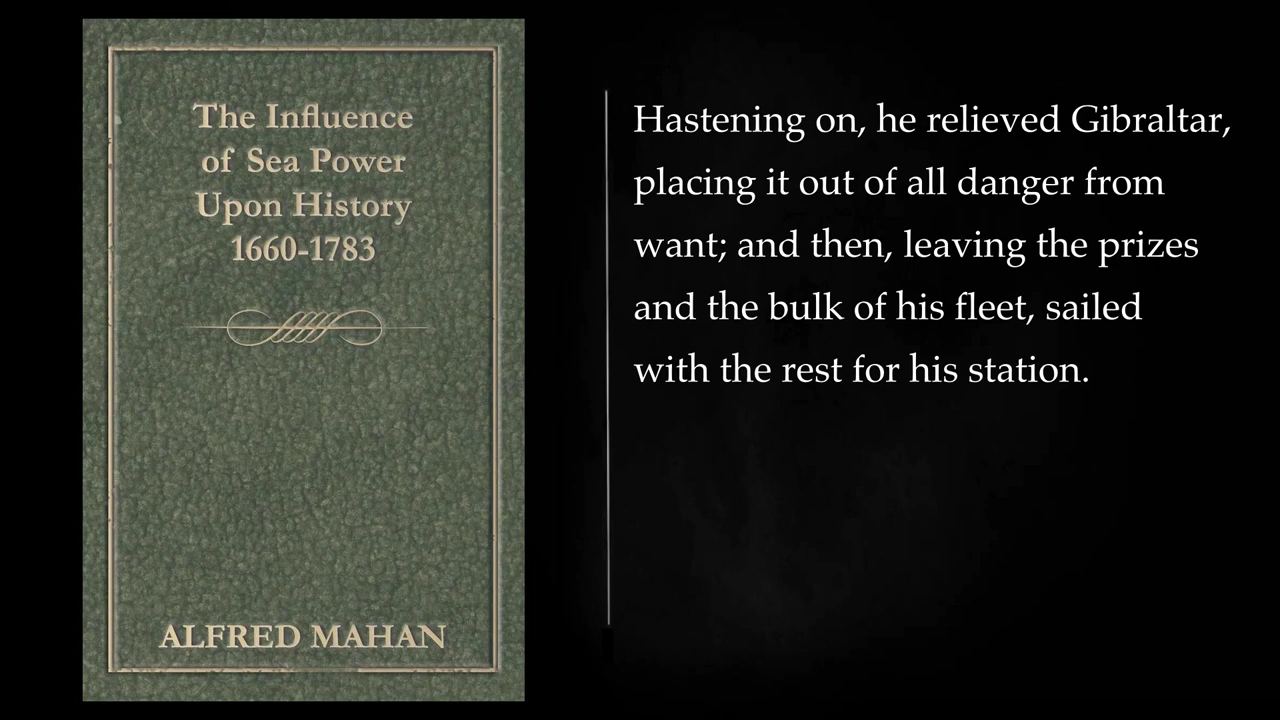 The Influence
of Sea Power
Upon History
1660-1783
ALFRED MAHAN
Hastening on, he relieved Gibraltar,
placing it out of all danger from
want; and then, leaving the prizes
and the bulk of his fleet, sailed
with the rest for his station.